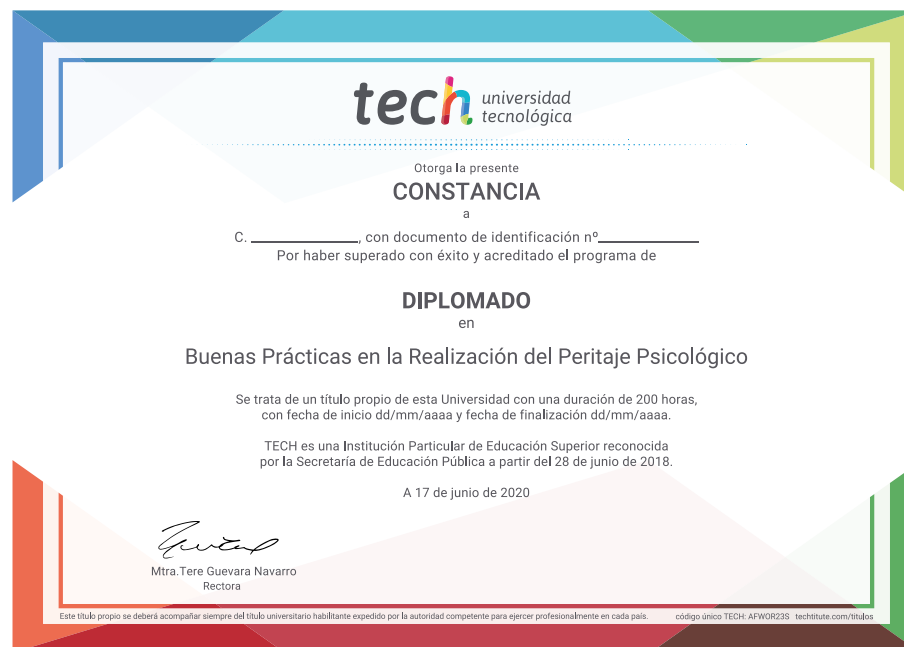 tech universidad
tecnológica
Otorga la presente
CONSTANCIA
a
C. ____________, con documento de identificación nº____________
Por haber superado con éxito y acreditado el programa de
DIPLOMADO
en
Buenas Prácticas en la Realización del Peritaje Psicológico
Se trata de un título propio de esta Universidad con una duración de 200 horas,
con fecha de inicio dd/mm/aaaa y fecha de finalización dd/mm/aaaa.
TECH es una Institución Particular de Educación Superior reconocida
por la Secretaría de Educación Pública a partir del 28 de junio de 2018.
A 17 de junio de 2020
Mtra.Tere Guevara Navarro
Rectora
Este título propio se deberá acompañar siempre del título universitario habilitante expedido por la autoridad competente para ejercer profesionalmente en cada país. código único TECH: AFWOR23S techtitute.com/titulos